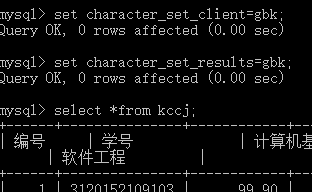 mysql> set character_set_client=gbk;
Query OK, 0 rows affected (0.00 sec)
mysql> set character_set_results=gbk;
Query OK, 0 rows affected (0.00 sec)
mysql> select *from kccj;
| 编号 | 学号 | 计算机基
| 软件工程 |
| 1 | 3120152109103 | 99.90